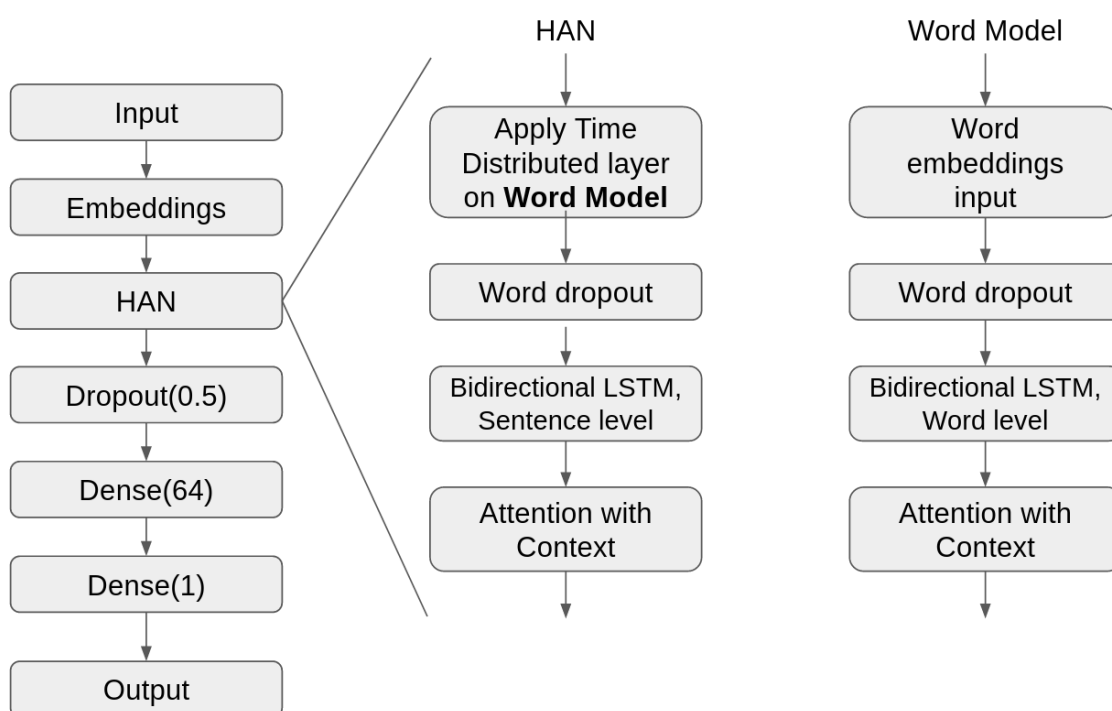 Input
Embeddings
HAN
Dropout(0.5)
Dense(64)
Dense(1)
Output
HAN
Apply Time
Distributed layer
on Word Model
Word dropout
Bidirectional LSTM,
Sentence level
Attention with
Context
Word Model
Word
embeddings
input
Word dropout
Bidirectional LSTM,
Word level
Attention with
Context